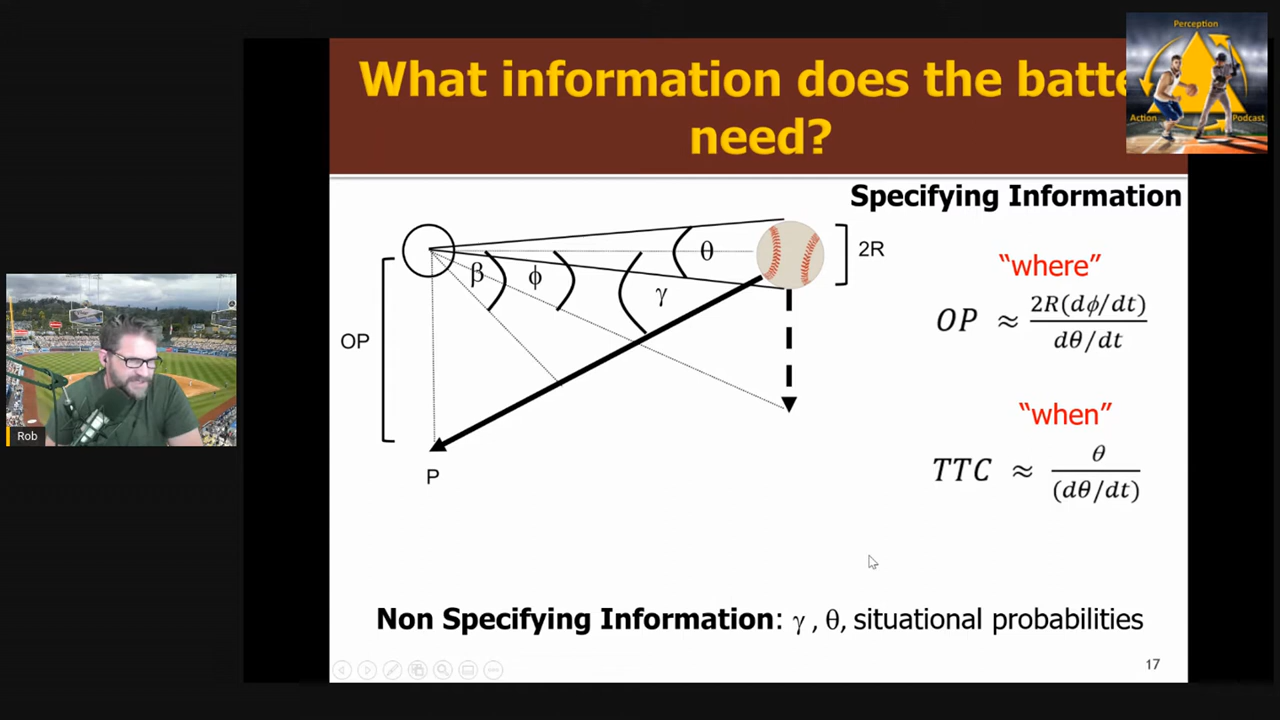 What information does the batte
need?
Perception
Action
Podcast
Specifying Information
θ
2R
β
ϕ
γ
"where"
OP ≈ 2R(dϕ/dt)
dθ/dt
OP
"when"
TTC ≈ θ
(dθ/dt)
Rob
P
Non Specifying Information: γ , θ, situational probabilities
17